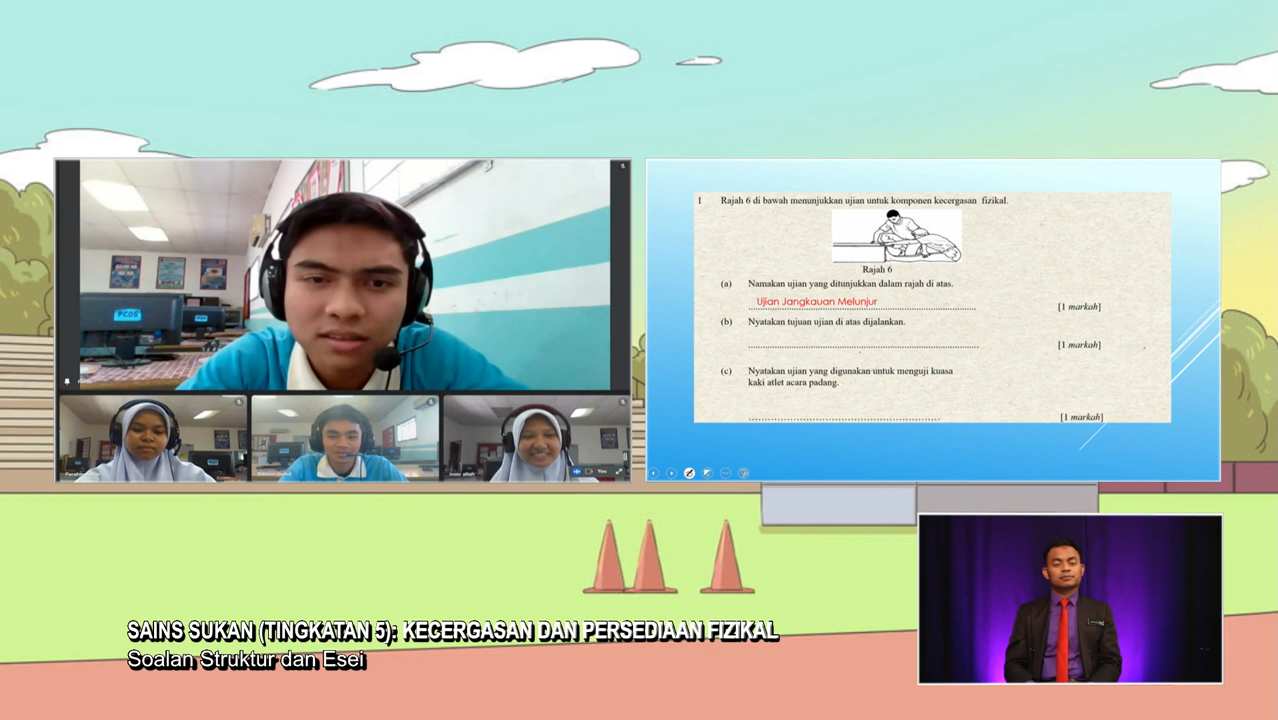 PCOS
1 Rajah 6 di bawah menunjukkan ujian untuk komponen kecergasan fizikal.
Rajah 6
(a) Namakan ujian yang ditunjukkan dalam rajah di atas.
Ujian Jangkauan Melunjur
[1 markah]
(b) Nyatakan tujuan ujian di atas dijalankan.
[1 markah]
(c) Nyatakan ujian yang digunakan untuk menguji kuasa
kaki atlet acara padang.
[1 markah]
You
SAINS SUKAN (TINGKATAN 5): KECERGASAN DAN PERSEDIAAN FIZIKAL
Soalan Struktur dan Esei